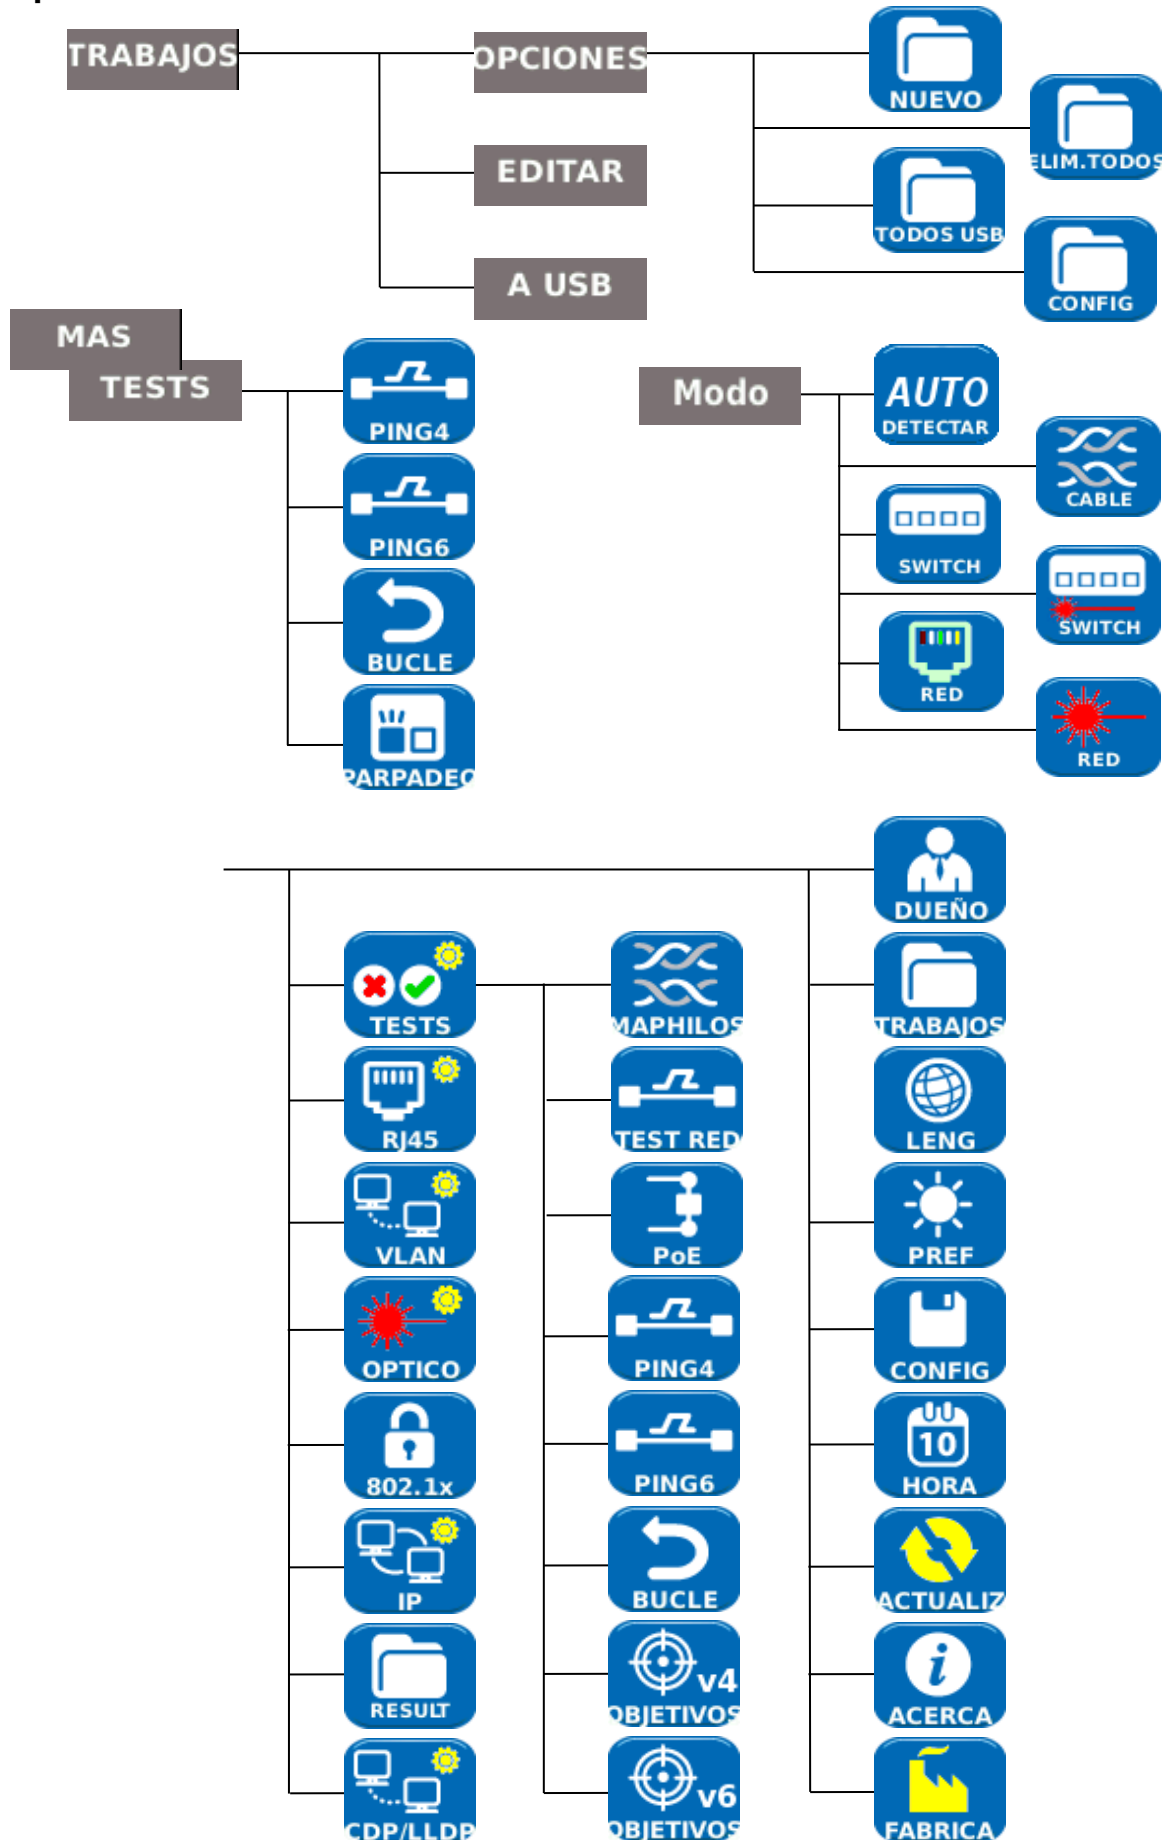 TRABAJOS
OPCIONES
NUEVO
ELIM.TODOS
EDITAR
TODOS USB
A USB
CONFIG
MAS
TESTS
PING4
PING6
BUCLE
PARPADEO
Modo
AUTO
DETECTAR
CABLE
SWITCH
SWITCH
RED
RED
DUEÑO
TESTS
MAPHILOS
TRABAJOS
RJ45
TEST RED
LENG
VLAN
PoE
PREF
OPTICO
PING4
CONFIG
802.1x
PING6
10
HORA
IP
BUCLE
ACTUALIZ
RESULT
v4
OBJETIVOS
i
ACERCA
CDP/LLDP
v6
OBJETIVOS
FABRICA